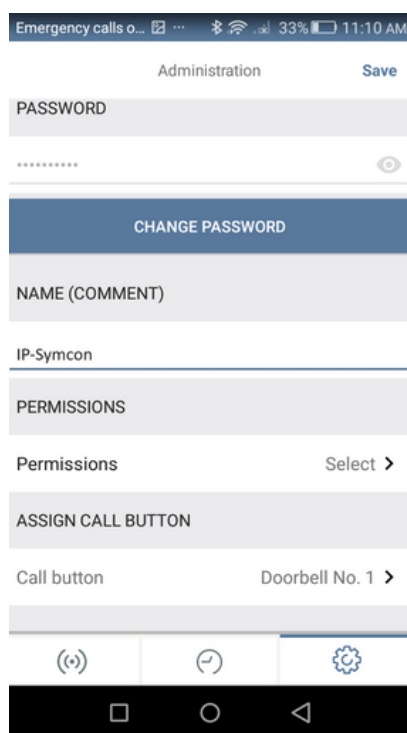 Emergency calls o... 33% 11:10 AM
Administration Save
PASSWORD
··········
CHANGE PASSWORD
NAME (COMMENT)
IP-Symcon
PERMISSIONS
Permissions Select
ASSIGN CALL BUTTON
Call button Doorbell No. 1